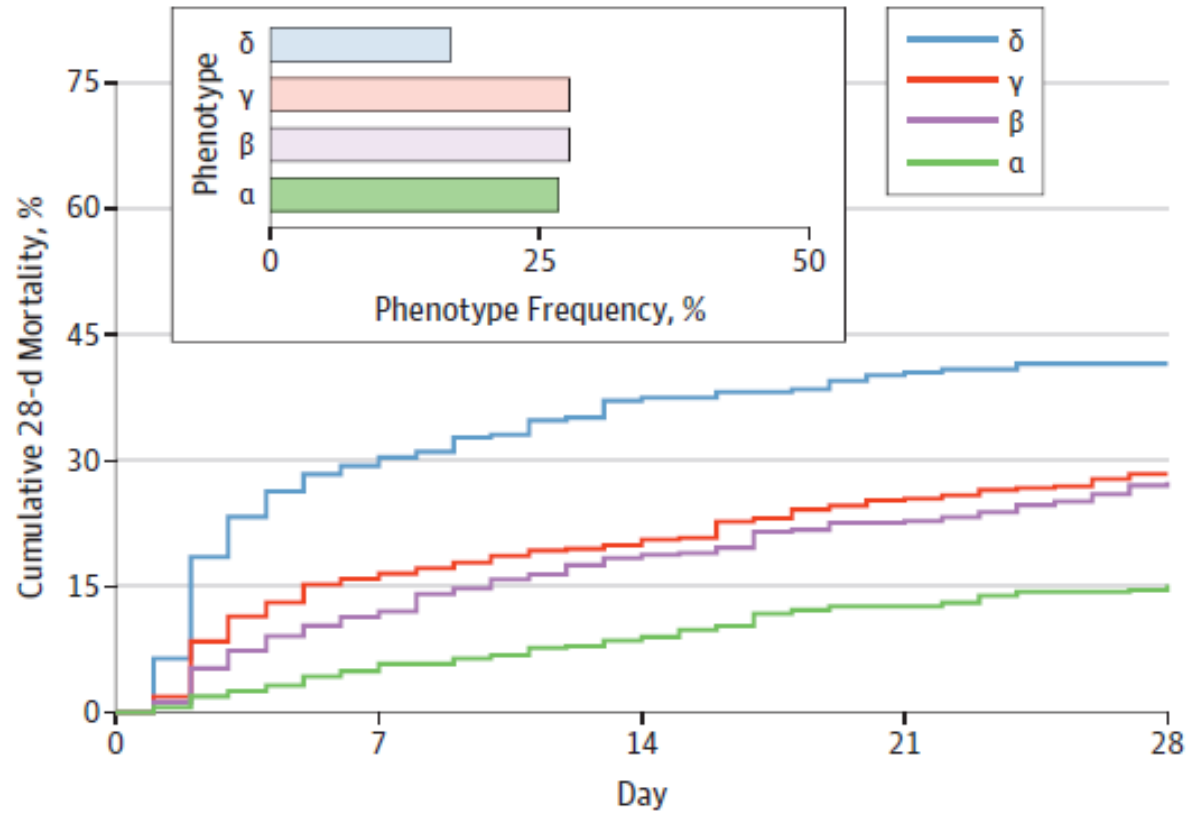 Phenotype
δ
γ
β
α
0 25 50
Phenotype Frequency, %
δ
γ
β
α
Cumulative 28-d Mortality, %
75
60
45
30
15
0
0 7 14 21 28
Day